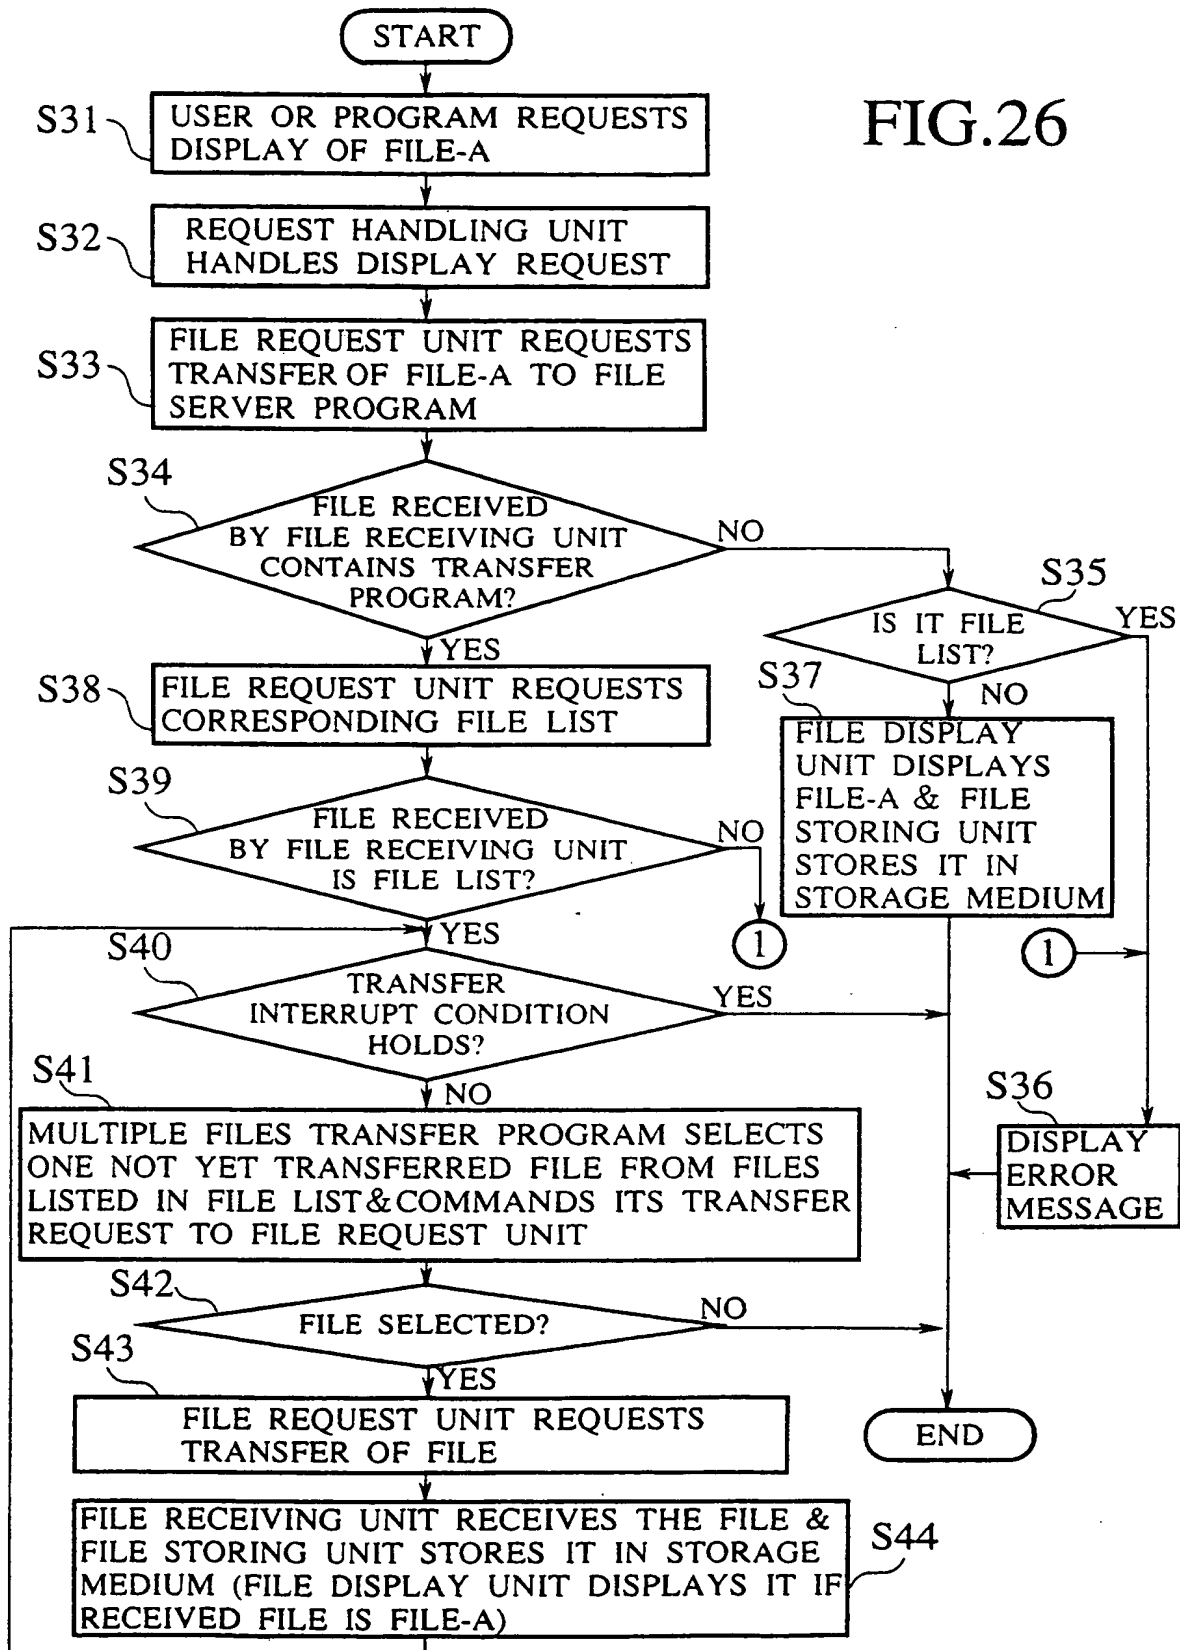 START
FIG.26
S31
USER OR PROGRAM REQUESTS
DISPLAY OF FILE-A
S32
REQUEST HANDLING UNIT
HANDLES DISPLAY REQUEST
S33
FILE REQUEST UNIT REQUESTS
TRANSFER OF FILE-A TO FILE
SERVER PROGRAM
S34
FILE RECEIVED
BY FILE RECEIVING UNIT
CONTAINS TRANSFER
PROGRAM?
NO
YES
S35
IS IT FILE
LIST?
YES
NO
S37
FILE DISPLAY
UNIT DISPLAYS
FILE-A & FILE
STORING UNIT
STORES IT IN
STORAGE MEDIUM
S38
FILE REQUEST UNIT REQUESTS
CORRESPONDING FILE LIST
S39
FILE RECEIVED
BY FILE RECEIVING UNIT
IS FILE LIST?
NO
YES
1
1
S40
TRANSFER
INTERRUPT CONDITION
HOLDS?
YES
NO
S36
DISPLAY
ERROR
MESSAGE
S41
MULTIPLE FILES TRANSFER PROGRAM SELECTS
ONE NOT YET TRANSFERRED FILE FROM FILES
LISTED IN FILE LIST&COMMANDS ITS TRANSFER
REQUEST TO FILE REQUEST UNIT
S42
FILE SELECTED?
NO
YES
S43
FILE REQUEST UNIT REQUESTS
TRANSFER OF FILE
END
FILE RECEIVING UNIT RECEIVES THE FILE &
FILE STORING UNIT STORES IT IN STORAGE
MEDIUM (FILE DISPLAY UNIT DISPLAYS IT IF
RECEIVED FILE IS FILE-A)
S44